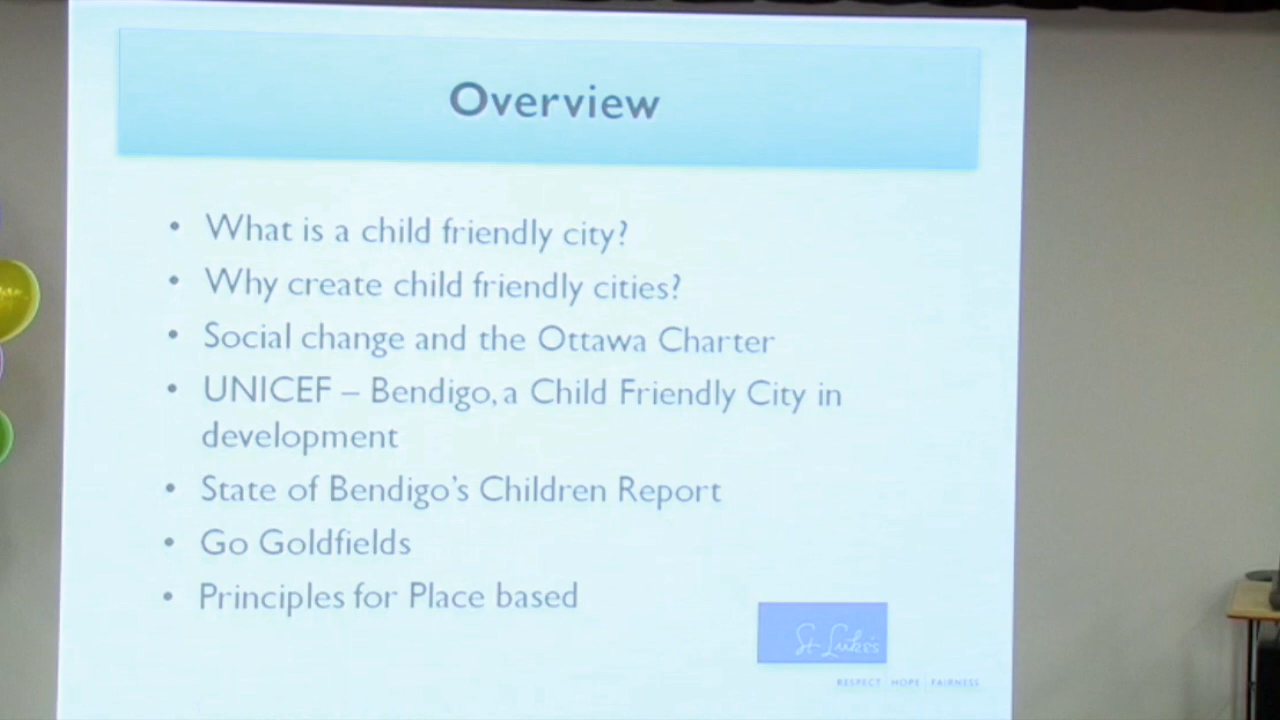 Overview
• What is a child friendly city?
• Why create child friendly cities?
• Social change and the Ottawa Charter
• UNICEF – Bendigo, a Child Friendly City in
development
• State of Bendigo's Children Report
• Go Goldfields
• Principles for Place based
St Luke's
RESPECT | HOPE | FAIRNESS